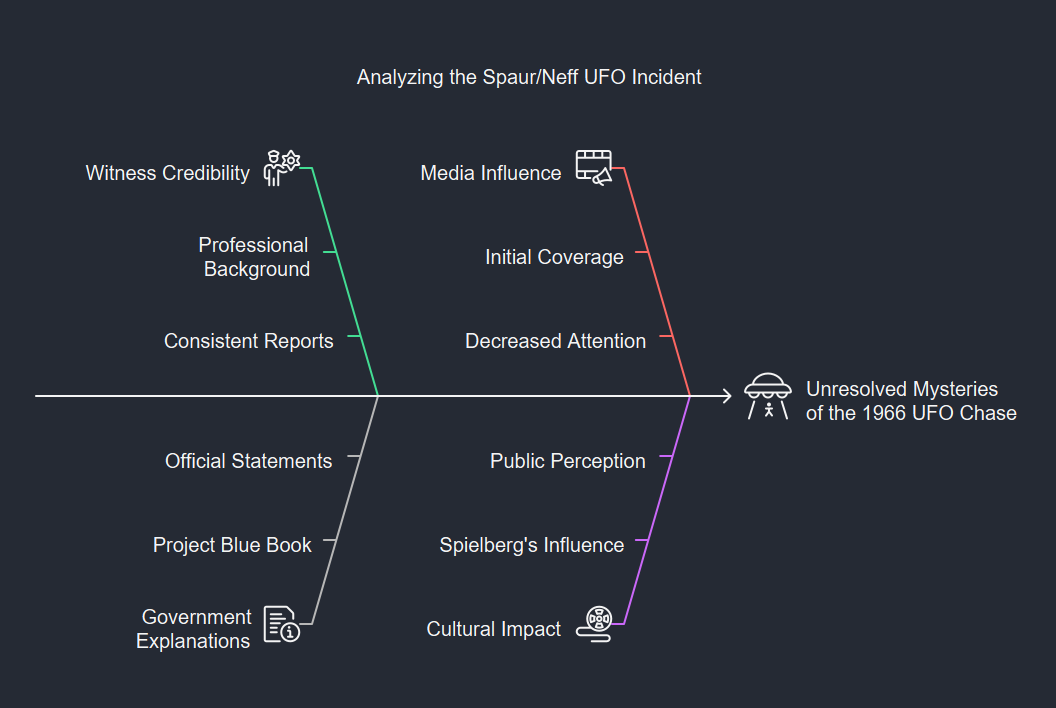 Analyzing the Spaur/Neff UFO Incident
Witness Credibility
Professional
Background
Consistent Reports
Media Influence
Initial Coverage
Decreased Attention
Unresolved Mysteries
of the 1966 UFO Chase
Official Statements
Project Blue Book
Government
Explanations
Public Perception
Spielberg's Influence
Cultural Impact